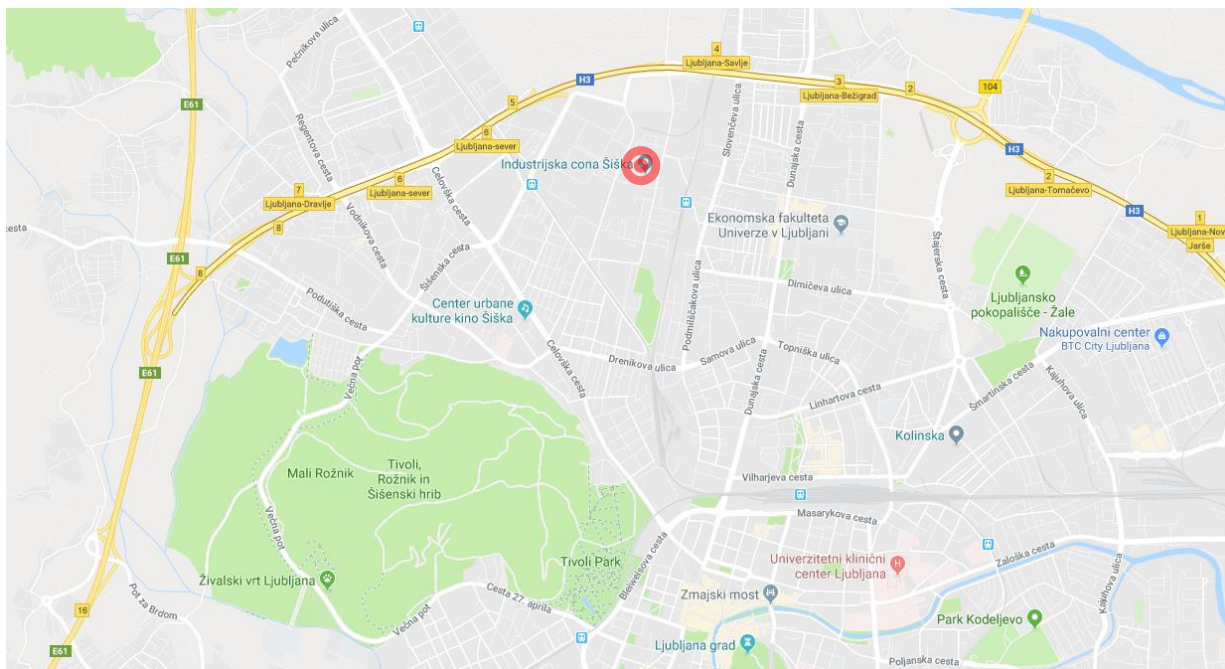 Pečnikova ulica
4
Ljubljana-Savlje
E61
H3
3
Ljubljana-Bežigrad
2
104
5
Regentova cesta
6
Ljubljana-sever
Slovenčeva ulica
Dunajska cesta
H3
Industrijska cona Šiška
Celovška cesta
6
Ljubljana-sever
2
Ljubljana-Tomačevo
7
Ljubljana-Dravlje
Vodnikova cesta
H3
1
Ljubljana-Nov
Jarše
8
cesta
Ekonomska fakulteta
Univerze v Ljubljani
Štajerska cesta
E61
8
Šišenska cesta
Podmilščakova ulica
Dimičeva ulica
Ljubljansko
pokopališče - Žale
Podutiška cesta
Center urbane
kulture kino Šiška
Nakupovalni center
BTC City Ljubljana
Samova ulica
Topniška ulica
Drenikova ulica
Celovška cesta
Večna pot
E61
Dunajska cesta
Linhartova cesta
Šmartinska cesta
Kajuhova ulica
Kolinska
Mali Rožnik
Tivoli,
Rožnik in
Šišenski hrib
Vilharjeva cesta
Večna pot
Masarykova cesta
Tivoli Park
Bleiweisova cesta
Univerzitetni klinični
center Ljubljana
H
Zaloška cesta
Živalski vrt Ljubljana
Cesta 27. aprila
Zmajski most
Kajuhova ulica
16
Pot za Brdom
Večna pot
Park Kodeljevo
E61
Ljubljana grad
Poljanska cesta